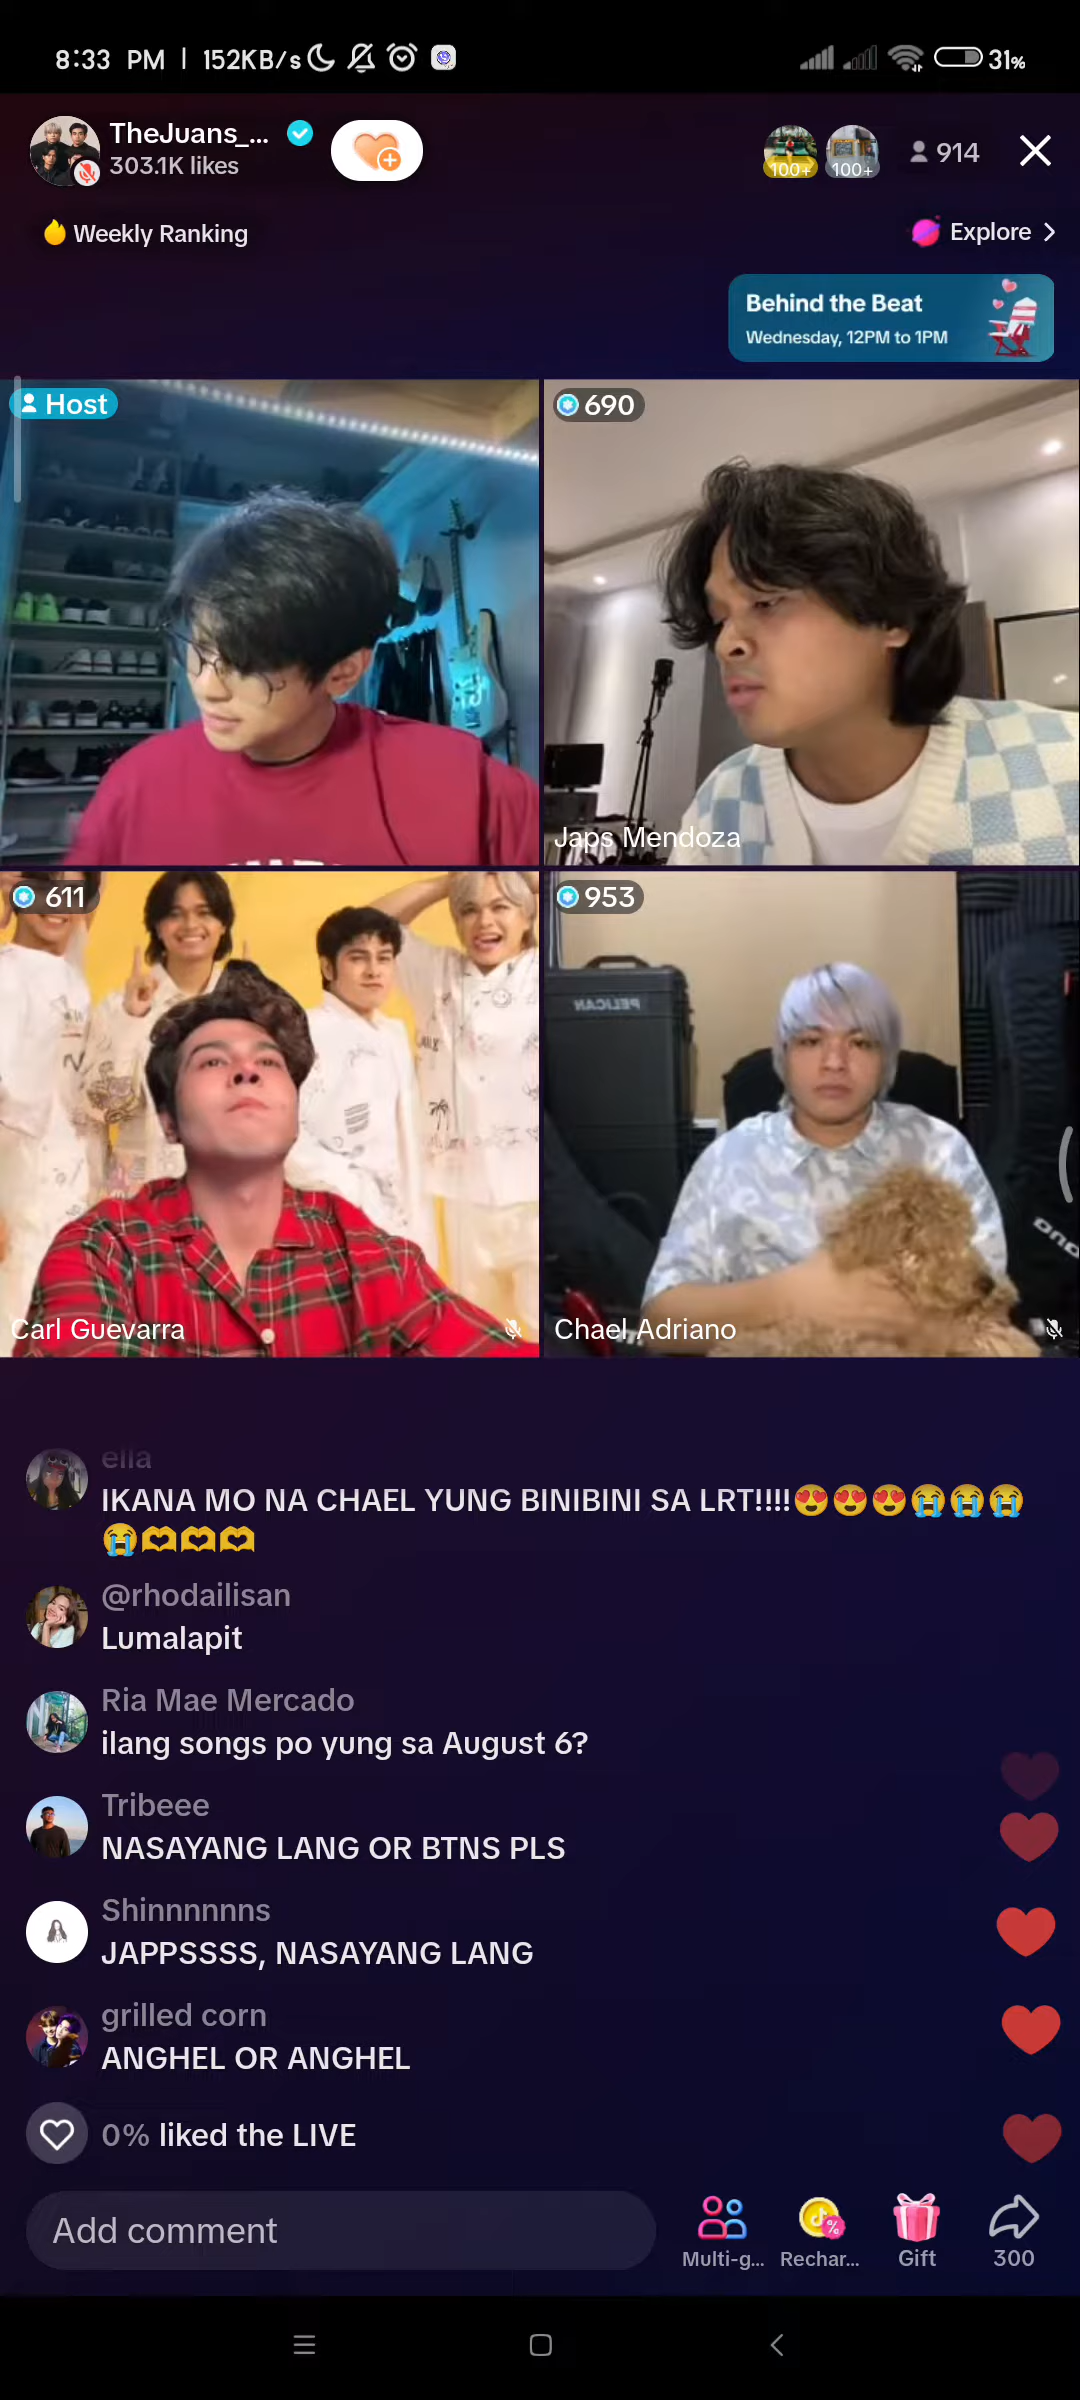 8:33 PM | 152KB/s
31%
TheJuans_...
303.1K likes
100+
100+
914
Weekly Ranking
Explore
Behind the Beat
Wednesday, 12PM to 1PM
Host
690
Japs Mendoza
611
953
PELICAN
Carl Guevarra
Chael Adriano
ella
IKANA MO NA CHAEL YUNG BINIBINI SA LRT!!!!😍😍😍😭😭😭
😭🫶🫶🫶
@rhodailisan
Lumalapit
Ria Mae Mercado
ilang songs po yung sa August 6?
Tribeee
NASAYANG LANG OR BTNS PLS
Shinnnnnns
JAPPSSSS, NASAYANG LANG
grilled corn
ANGHEL OR ANGHEL
0% liked the LIVE
Add comment
Multi-g...
Rechar...
Gift
300